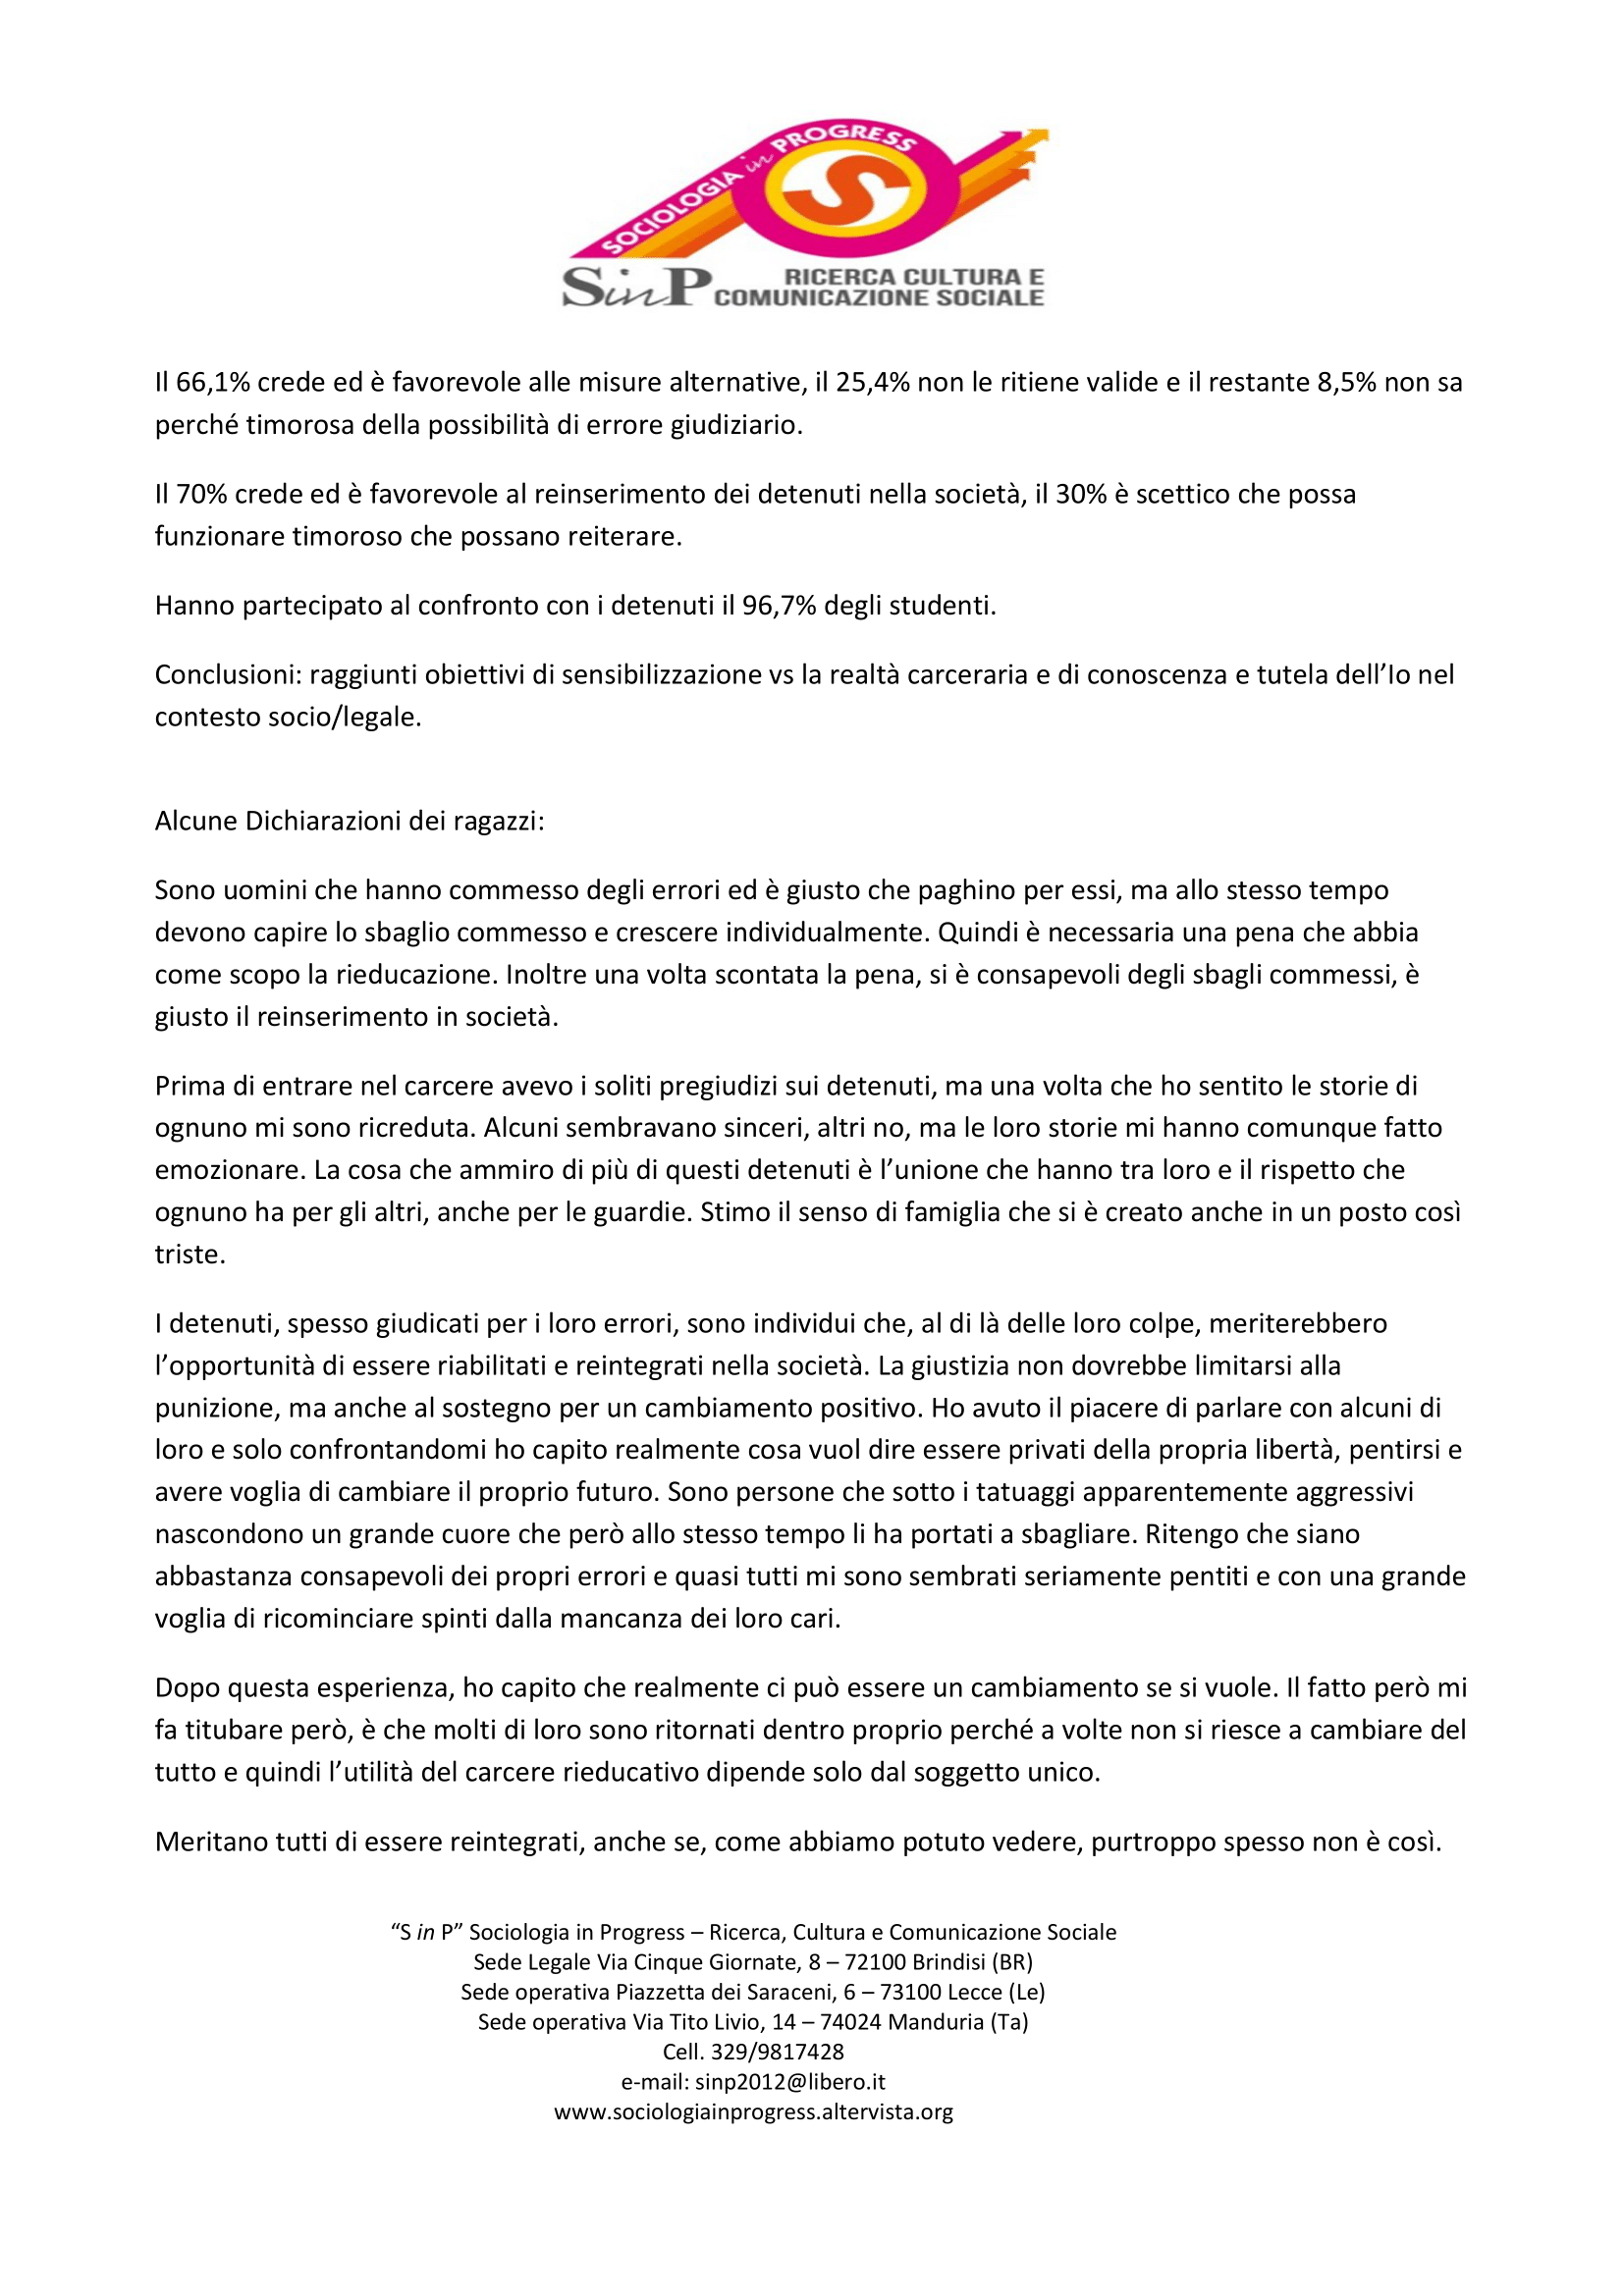 SOCIOLOGIA in PROGRESS
S
SinP RICERCA CULTURA E
COMUNICAZIONE SOCIALE
Il 66,1% crede ed è favorevole alle misure alternative, il 25,4% non le ritiene valide e il restante 8,5% non sa
perché timorosa della possibilità di errore giudiziario.
Il 70% crede ed è favorevole al reinserimento dei detenuti nella società, il 30% è scettico che possa
funzionare timoroso che possano reiterare.
Hanno partecipato al confronto con i detenuti il 96,7% degli studenti.
Conclusioni: raggiunti obiettivi di sensibilizzazione vs la realtà carceraria e di conoscenza e tutela dell’Io nel
contesto socio/legale.
Alcune Dichiarazioni dei ragazzi:
Sono uomini che hanno commesso degli errori ed è giusto che paghino per essi, ma allo stesso tempo
devono capire lo sbaglio commesso e crescere individualmente. Quindi è necessaria una pena che abbia
come scopo la rieducazione. Inoltre una volta scontata la pena, si è consapevoli degli sbagli commessi, è
giusto il reinserimento in società.
Prima di entrare nel carcere avevo i soliti pregiudizi sui detenuti, ma una volta che ho sentito le storie di
ognuno mi sono ricreduta. Alcuni sembravano sinceri, altri no, ma le loro storie mi hanno comunque fatto
emozionare. La cosa che ammiro di più di questi detenuti è l’unione che hanno tra loro e il rispetto che
ognuno ha per gli altri, anche per le guardie. Stimo il senso di famiglia che si è creato anche in un posto così
triste.
I detenuti, spesso giudicati per i loro errori, sono individui che, al di là delle loro colpe, meriterebbero
l’opportunità di essere riabilitati e reintegrati nella società. La giustizia non dovrebbe limitarsi alla
punizione, ma anche al sostegno per un cambiamento positivo. Ho avuto il piacere di parlare con alcuni di
loro e solo confrontandomi ho capito realmente cosa vuol dire essere privati della propria libertà, pentirsi e
avere voglia di cambiare il proprio futuro. Sono persone che sotto i tatuaggi apparentemente aggressivi
nascondono un grande cuore che però allo stesso tempo li ha portati a sbagliare. Ritengo che siano
abbastanza consapevoli dei propri errori e quasi tutti mi sono sembrati seriamente pentiti e con una grande
voglia di ricominciare spinti dalla mancanza dei loro cari.
Dopo questa esperienza, ho capito che realmente ci può essere un cambiamento se si vuole. Il fatto però mi
fa titubare però, è che molti di loro sono ritornati dentro proprio perché a volte non si riesce a cambiare del
tutto e quindi l’utilità del carcere rieducativo dipende solo dal soggetto unico.
Meritano tutti di essere reintegrati, anche se, come abbiamo potuto vedere, purtroppo spesso non è così.
“S in P” Sociologia in Progress – Ricerca, Cultura e Comunicazione Sociale
Sede Legale Via Cinque Giornate, 8 – 72100 Brindisi (BR)
Sede operativa Piazzetta dei Saraceni, 6 – 73100 Lecce (Le)
Sede operativa Via Tito Livio, 14 – 74024 Manduria (Ta)
Cell. 329/9817428
e-mail: sinp2012@libero.it
www.sociologiainprogress.altervista.org